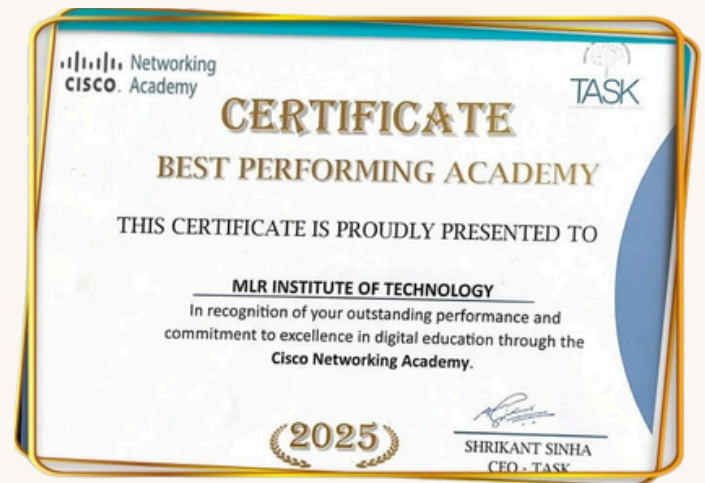 Networking
CISCO. Academy
TASK
CERTIFICATE
BEST PERFORMING ACADEMY
THIS CERTIFICATE IS PROUDLY PRESENTED TO
MLR INSTITUTE OF TECHNOLOGY
In recognition of your outstanding performance and
commitment to excellence in digital education through the
Cisco Networking Academy.
2025
SHRIKANT SINHA
CEO - TASK